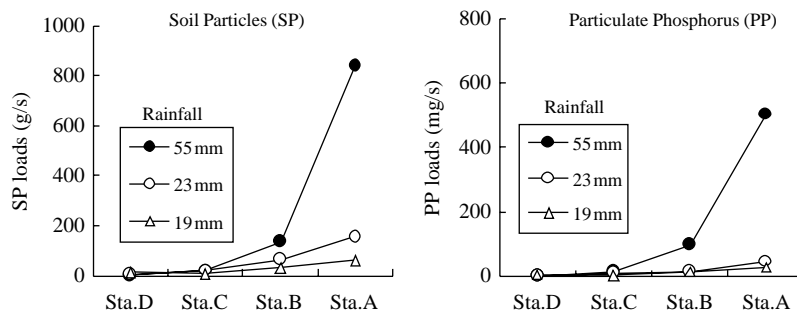 Soil Particles (SP)
1000
800
600
400
200
0
SP loads (g/s)
Rainfall
55 mm
23 mm
19 mm
Sta.D Sta.C Sta.B Sta.A
Particulate Phosphorus (PP)
800
600
400
200
0
PP loads (mg/s)
Rainfall
55 mm
23 mm
19 mm
Sta.D Sta.C Sta.B Sta.A